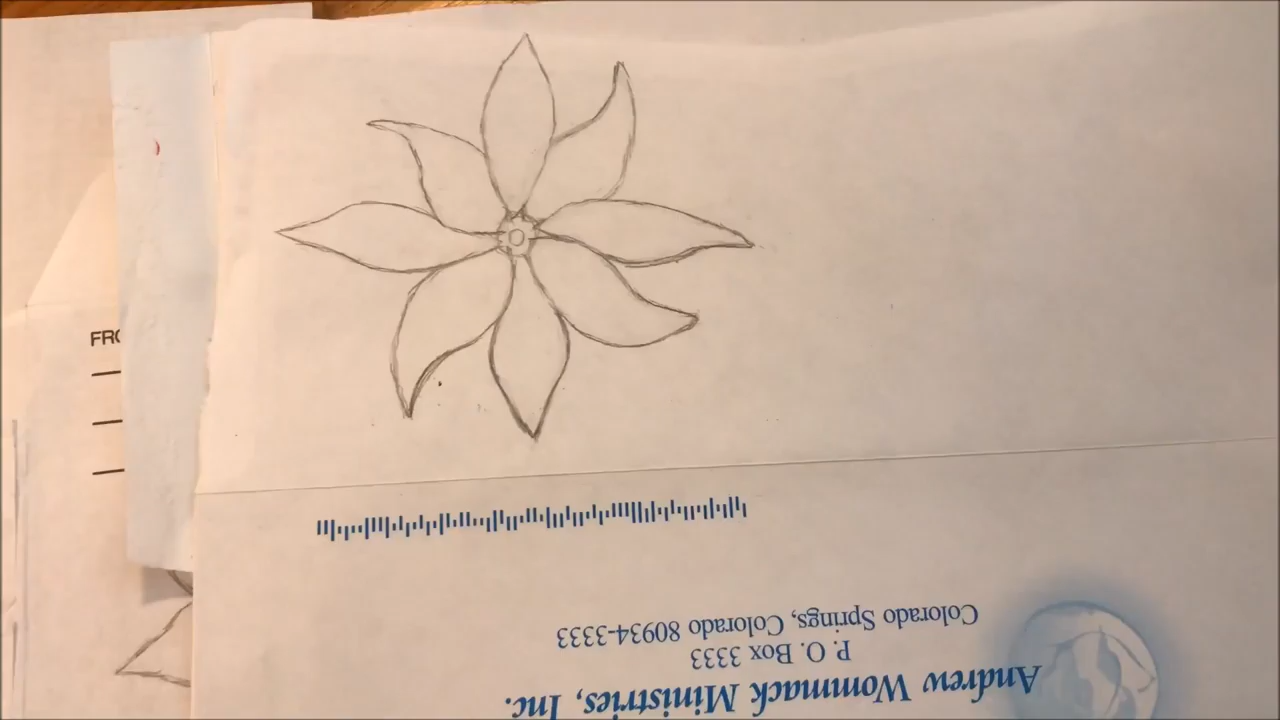 FRO
Andrew Wommack Ministries, Inc.
P. O. Box 3333
Colorado Springs, Colorado 80934-3333